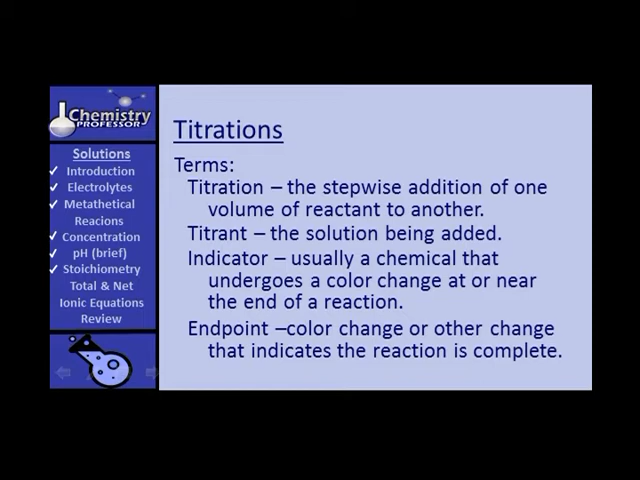 Chemistry
PROFESSOR
Solutions
Introduction
Electrolytes
Metathetical
Reacions
Concentration
pH (brief)
Stoichiometry
Total & Net
Ionic Equations
Review
Titrations
Terms:
Titration – the stepwise addition of one
volume of reactant to another.
Titrant – the solution being added.
Indicator – usually a chemical that
undergoes a color change at or near
the end of a reaction.
Endpoint –color change or other change
that indicates the reaction is complete.